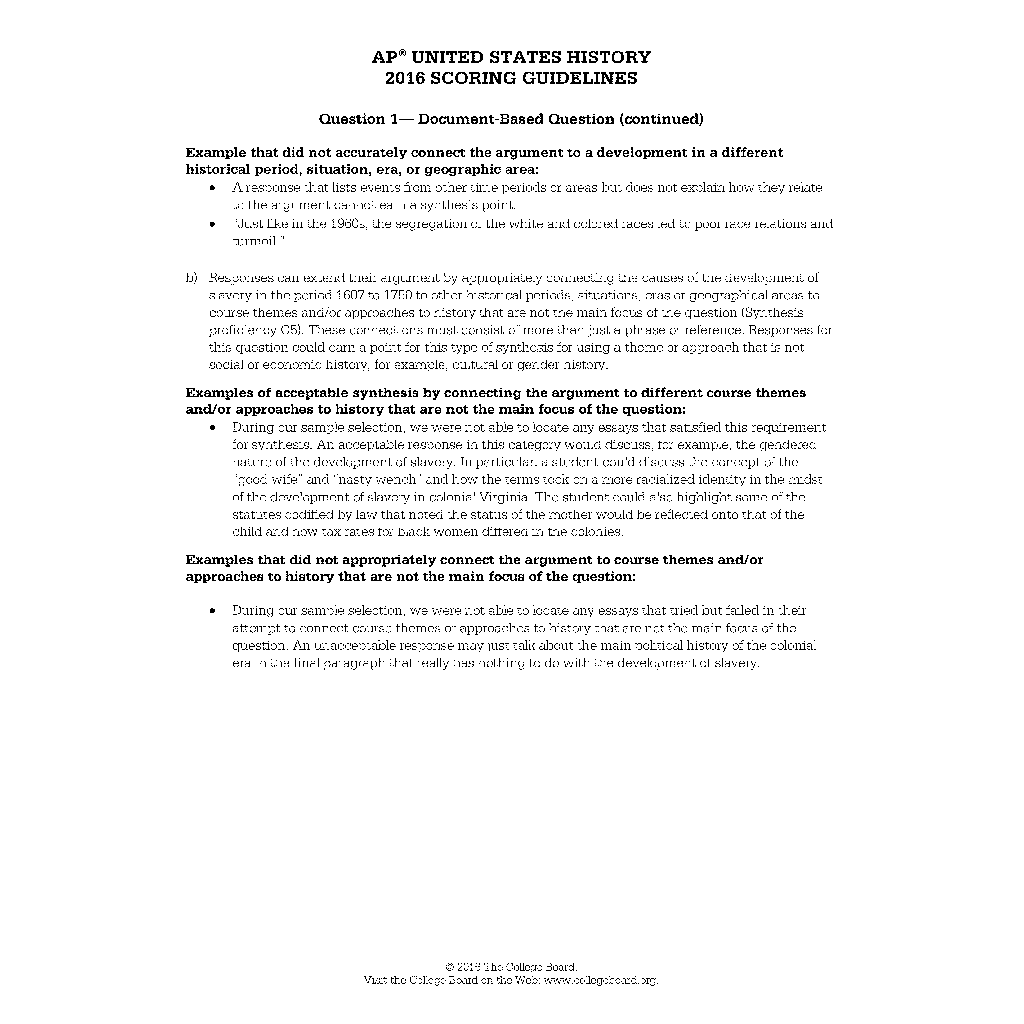 AP® UNITED STATES HISTORY
2016 SCORING GUIDELINES
Question 1— Document-Based Question (continued)
Example that did not accurately connect the argument to a development in a different
historical period, situation, era, or geographic area:
• A response that lists events from other time periods or areas but does not explain how they relate
to the argument cannot earn a synthesis point.
• "Just like in the 1960s, the segregation of the white and colored races led to poor race relations and
turmoil."
b) Responses can extend their argument by appropriately connecting the causes of the development of
slavery in the period 1607 to 1750 to other historical periods, situations, eras or geographical areas to
course themes and/or approaches to history that are not the main focus of the question (Synthesis
proficiency C5). These connections must consist of more than just a phrase or reference. Responses for
this question could earn a point for this type of synthesis for using a theme or approach that is not
social or economic history, for example, cultural or gender history.
Examples of acceptable synthesis by connecting the argument to different course themes
and/or approaches to history that are not the main focus of the question:
• During our sample selection, we were not able to locate any essays that satisfied this requirement
for synthesis. An acceptable response in this category would discuss, for example, the gendered
nature of the development of slavery. In particular, a student could discuss the concept of the
"good wife" and "nasty wench" and how the terms took on a more racialized identity in the midst
of the development of slavery in colonial Virginia. The student could also highlight some of the
statutes codified by law that noted the status of the mother would be reflected onto that of the
child and how tax rates for black women differed in the colonies.
Examples that did not appropriately connect the argument to course themes and/or
approaches to history that are not the main focus of the question:
• During our sample selection, we were not able to locate any essays that tried but failed in their
attempt to connect course themes or approaches to history that are not the main focus of the
question. An unacceptable response may just talk about the main political history of the colonial
era in the final paragraph that really has nothing to do with the development of slavery.
© 2016 The College Board.
Visit the College Board on the Web: www.collegeboard.org.